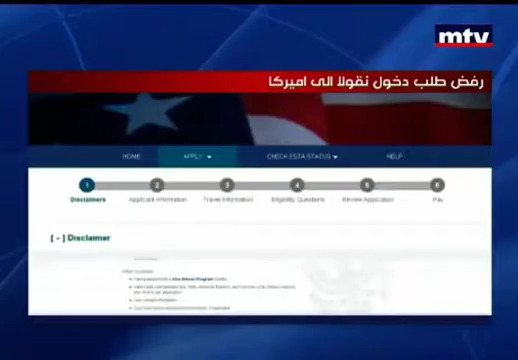 mtv
رفض طلب دخول نقولا الى اميركا
HOME APPLY CHECK ESTA STATUS HELP
1 2 3 4 5 6
Disclaimers Applicant Information Travel Information Eligibility Questions Review Application Pay
[ - ] Disclaimer